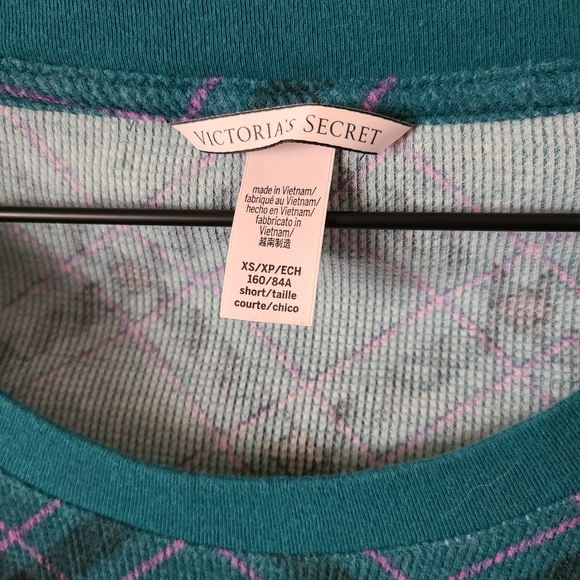 VICTORIA'S SECRET
made in Vietnam/
fabriqué au Vietnam/
hecho en Vietnam/
fabbricato in
Vietnam/
越南制造
XS/XP/ECH
160/84A
short/taille
courte/chico